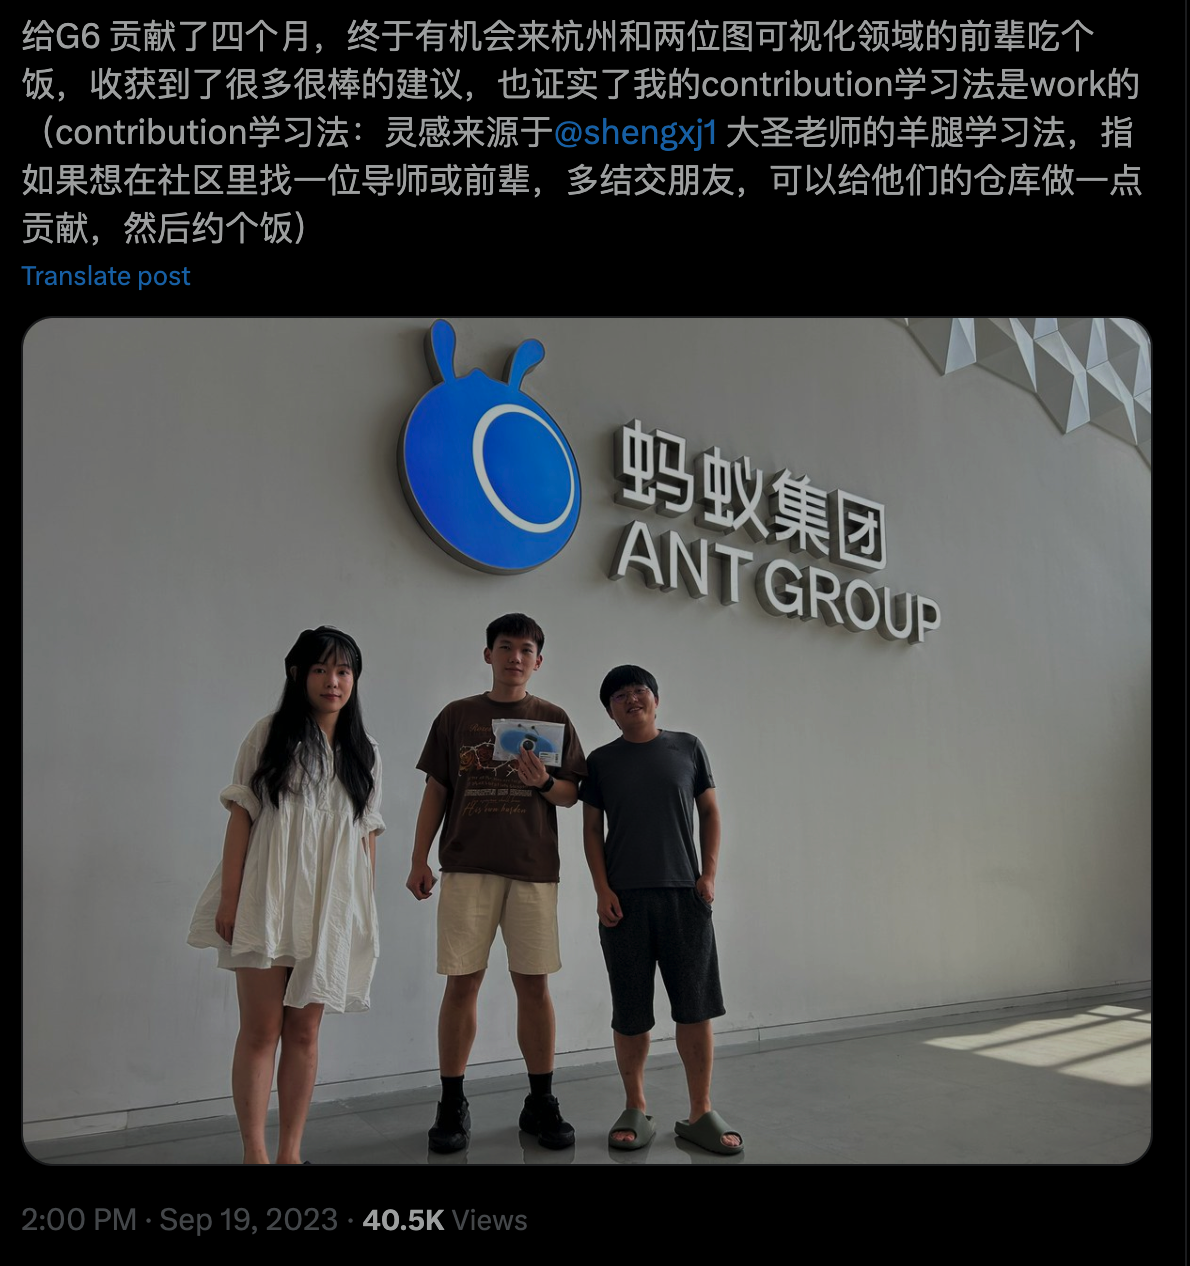 给G6 贡献了四个月，终于有机会来杭州和两位图可视化领域的前辈吃个
饭，收获到了很多很棒的建议，也证实了我的contribution学习法是work的
（contribution学习法：灵感来源于@shengxj1 大圣老师的羊腿学习法，指
如果想在社区里找一位导师或前辈，多结交朋友，可以给他们的仓库做一点
贡献，然后约个饭）
Translate post
蚂蚁集团
ANT GROUP
2:00 PM · Sep 19, 2023 · 40.5K Views